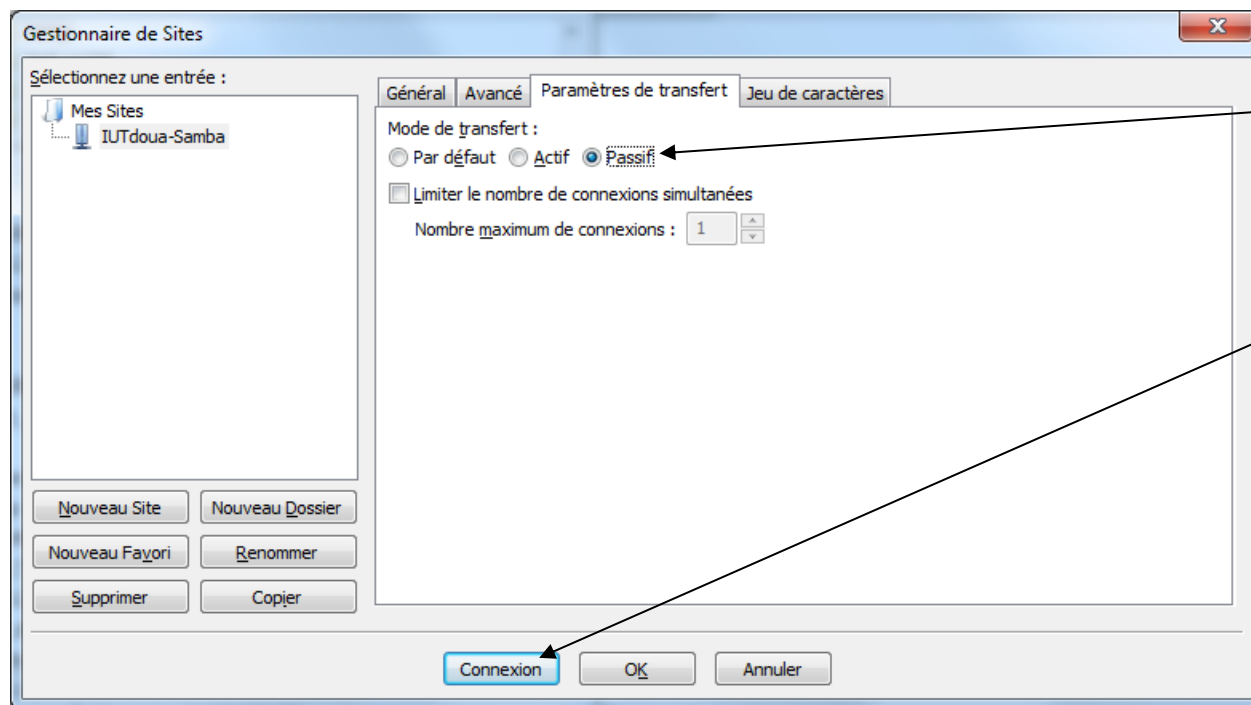 Gestionnaire de Sites
Sélectionnez une entrée :
Mes Sites
IUTdoua-Samba
Nouveau Site Nouveau Dossier
Nouveau Favori Renommer
Supprimer Copier
Général Avancé Paramètres de transfert Jeu de caractères
Mode de transfert :
Par défaut Actif Passif
Limiter le nombre de connexions simultanées
Nombre maximum de connexions : 1
Connexion OK Annuler